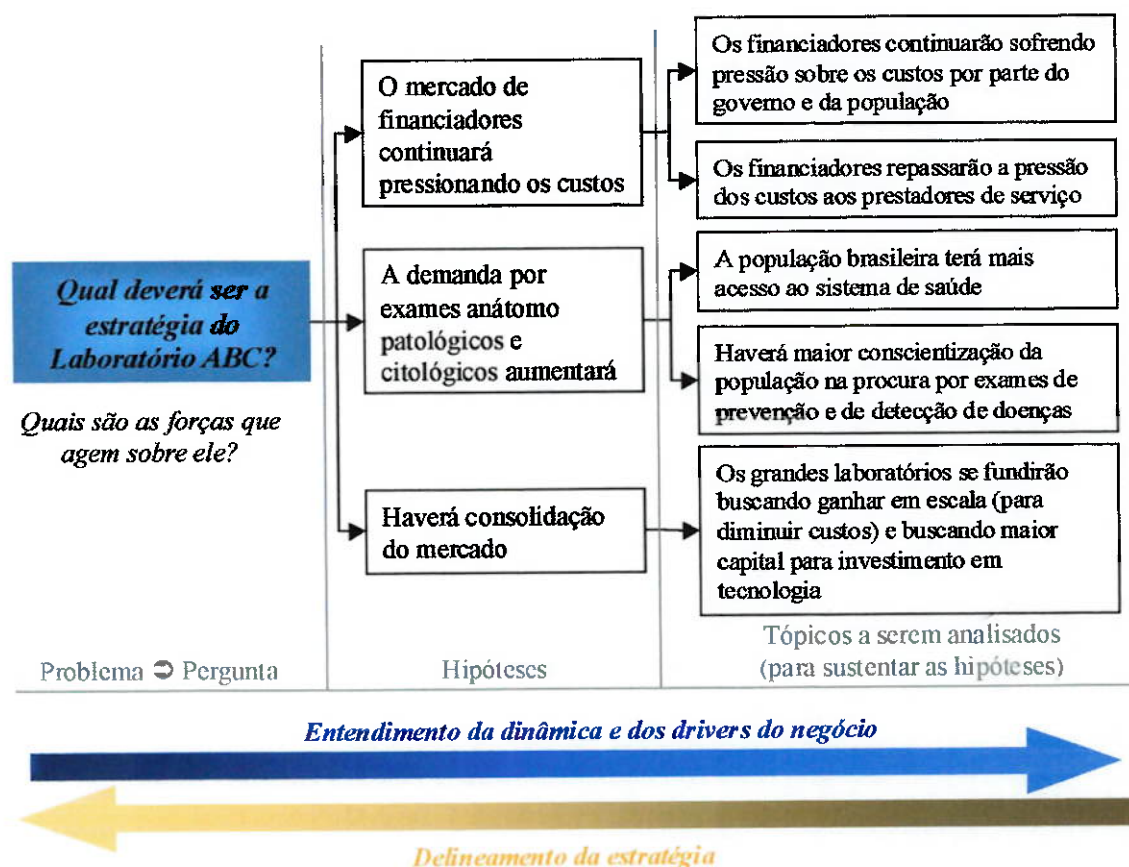 Qual deverá ser a
estratégia do
Laboratório ABC?
Quais são as forças que
agem sobre ele?
Problema ➲ Pergunta
O mercado de
financiadores
continuará
pressionando os custos
A demanda por
exames anátomo
patológicos e
citológicos aumentará
Haverá consolidação
do mercado
Hipóteses
Os financiadores continuarão sofrendo
pressão sobre os custos por parte do
governo e da população
Os financiadores repassarão a pressão
dos custos aos prestadores de serviço
A população brasileira terá mais
acesso ao sistema de saúde
Haverá maior conscientização da
população na procura por exames de
prevenção e de detecção de doenças
Os grandes laboratórios se fundirão
buscando ganhar em escala (para
diminuir custos) e buscando maior
capital para investimento em
tecnologia
Tópicos a serem analisados
(para sustentar as hipóteses)
Entendimento da dinâmica e dos drivers do negócio
Delineamento da estratégia